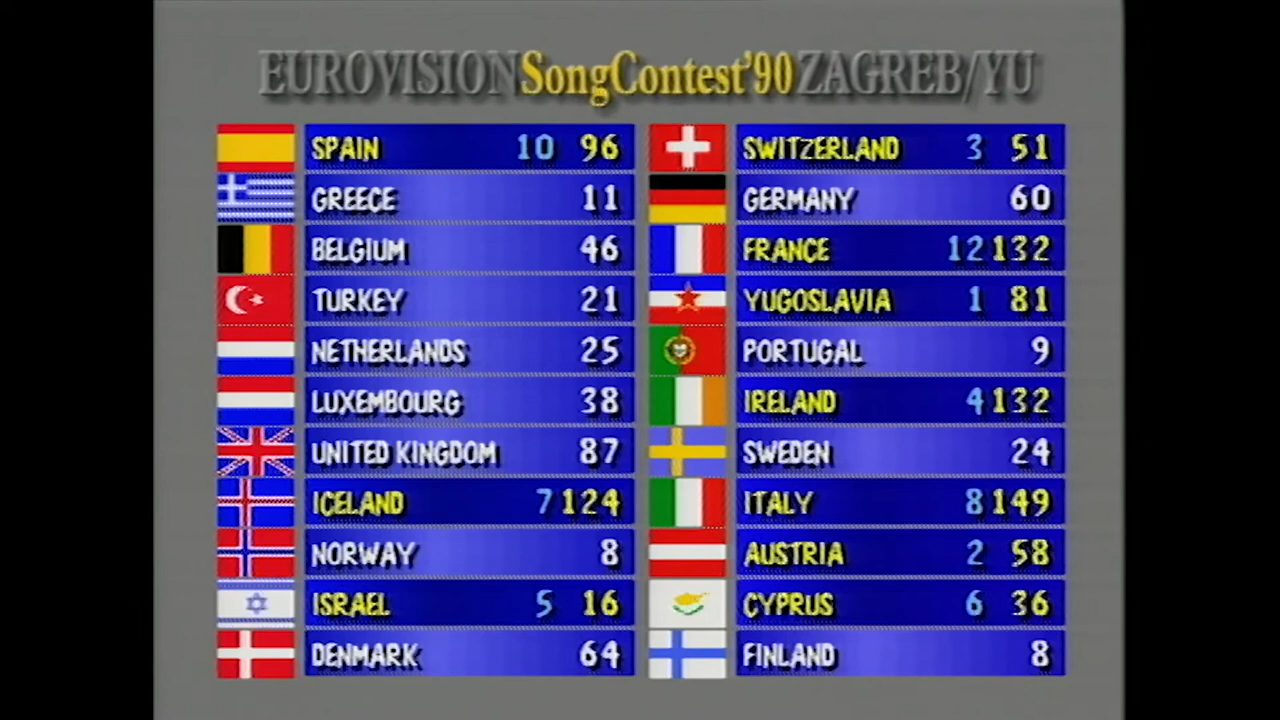 EUROVISION SongContest'90 ZAGREB/YU
SPAIN 10 96
GREECE 11
BELGIUM 46
TURKEY 21
NETHERLANDS 25
LUXEMBOURG 38
UNITED KINGDOM 87
ICELAND 7 124
NORWAY 8
ISRAEL 5 16
DENMARK 64
SWITZERLAND 3 51
GERMANY 60
FRANCE 12 132
YUGOSLAVIA 1 81
PORTUGAL 9
IRELAND 4 132
SWEDEN 24
ITALY 8 149
AUSTRIA 2 58
CYPRUS 6 36
FINLAND 8